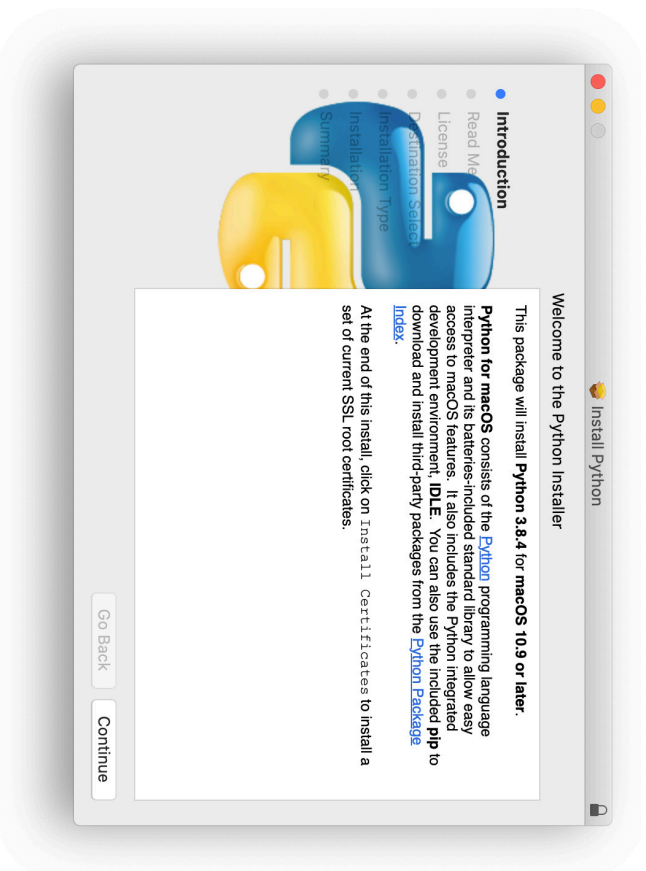 Install Python
Welcome to the Python Installer
Introduction
Read Me
License
Destination Select
Installation Type
Installation
Summary
This package will install Python 3.8.4 for macOS 10.9 or later.
Python for macOS consists of the Python programming language
interpreter and its batteries-included standard library to allow easy
access to macOS features.  It also includes the Python integrated
development environment, IDLE.  You can also use the included pip to
download and install third-party packages from the Python Package
Index.
At the end of this install, click on Install Certificates to install a
set of current SSL root certificates.
Go Back
Continue